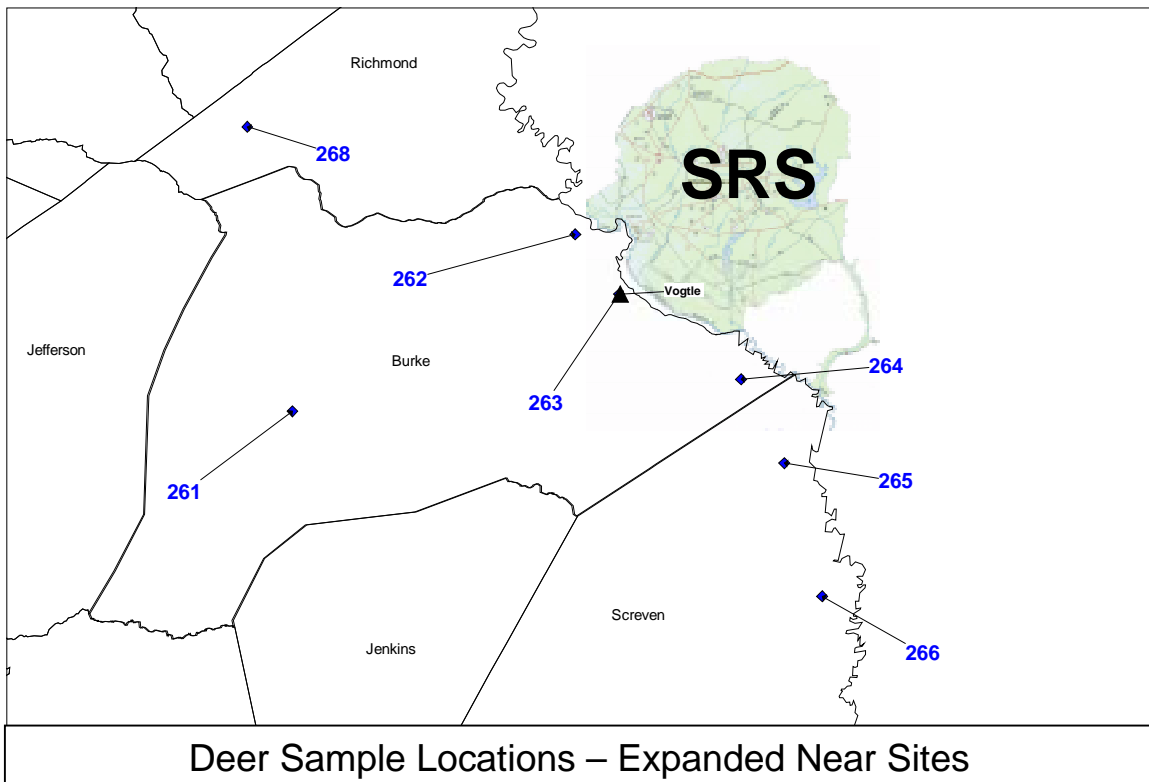 Richmond
268
SRS
262
Vogtle
Jefferson
Burke
264
263
261
265
Screven
Jenkins
266
Deer Sample Locations – Expanded Near Sites